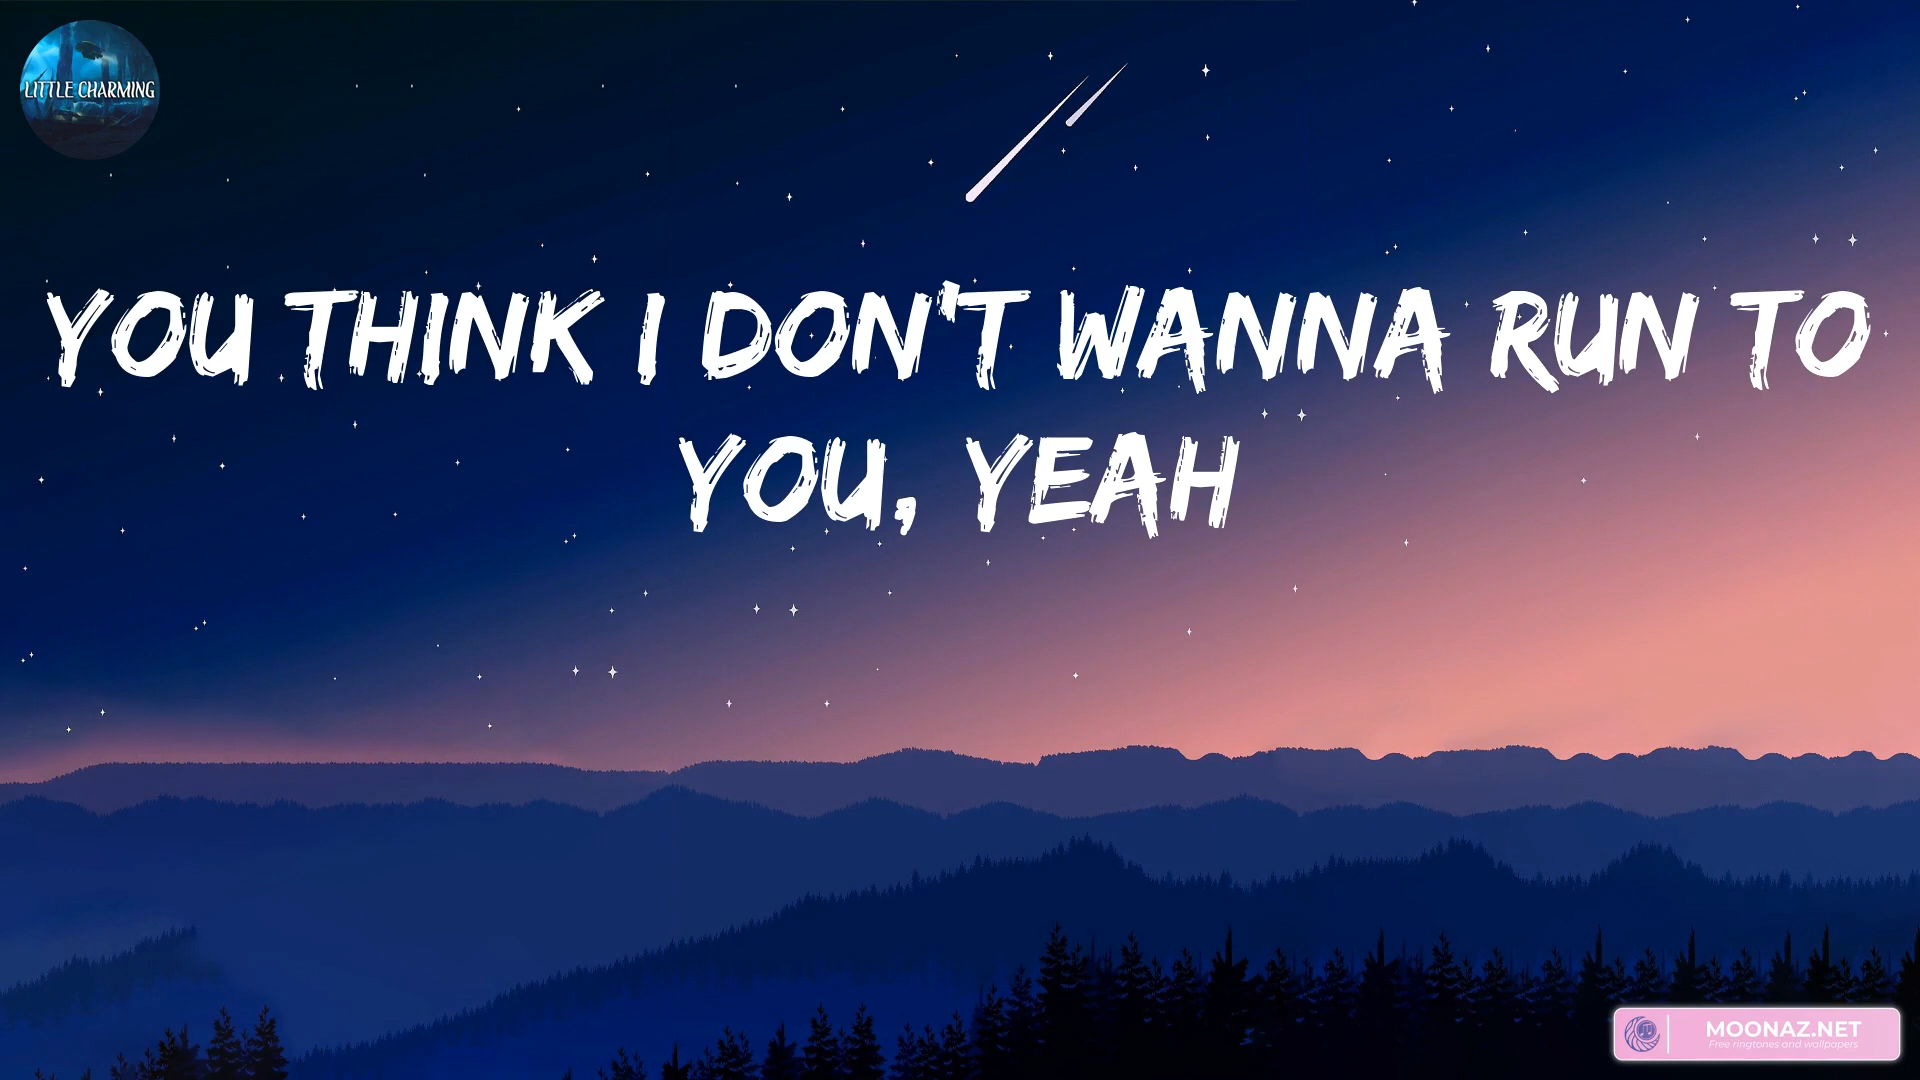 LITTLE CHARMING
YOU THINK I DON'T WANNA RUN TO
YOU, YEAH
MOONAZ.NET
Free ringtones and wallpapers